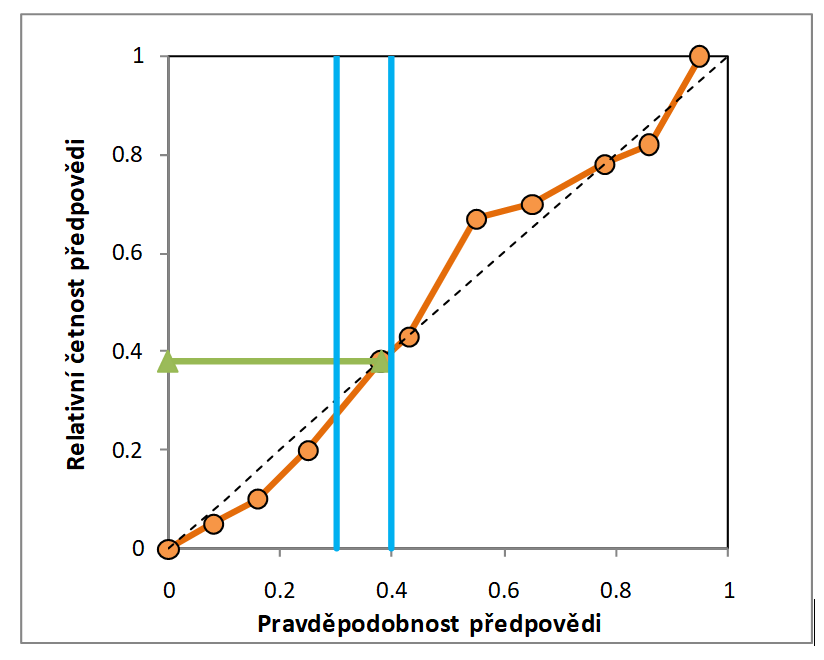 Relativní četnost předpovědi
1
0.8
0.6
0.4
0.2
0
0 0.2 0.4 0.6 0.8 1
Pravděpodobnost předpovědi